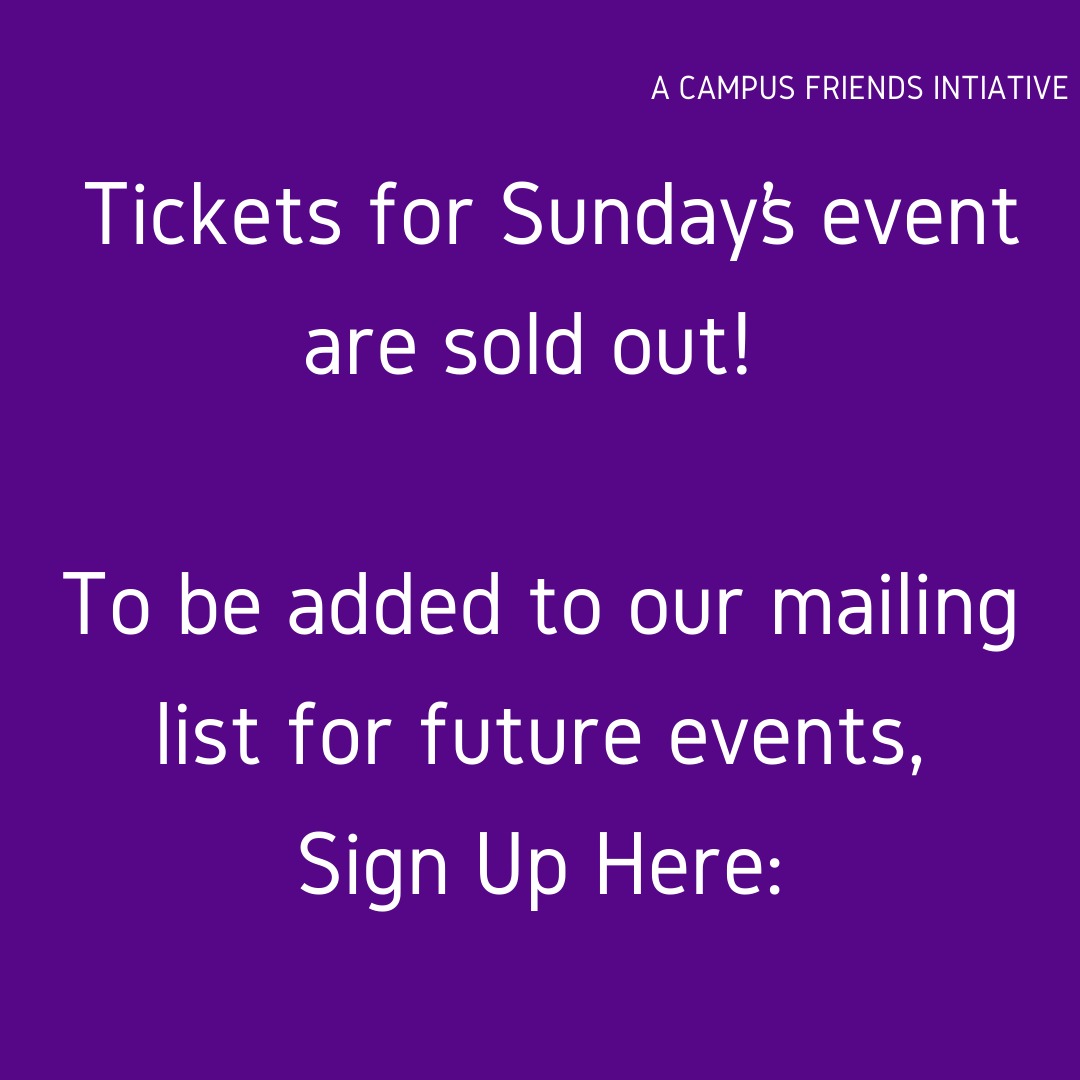 A CAMPUS FRIENDS INTIATIVE
Tickets for Sunday's event
are sold out!
To be added to our mailing
list for future events,
Sign Up Here: